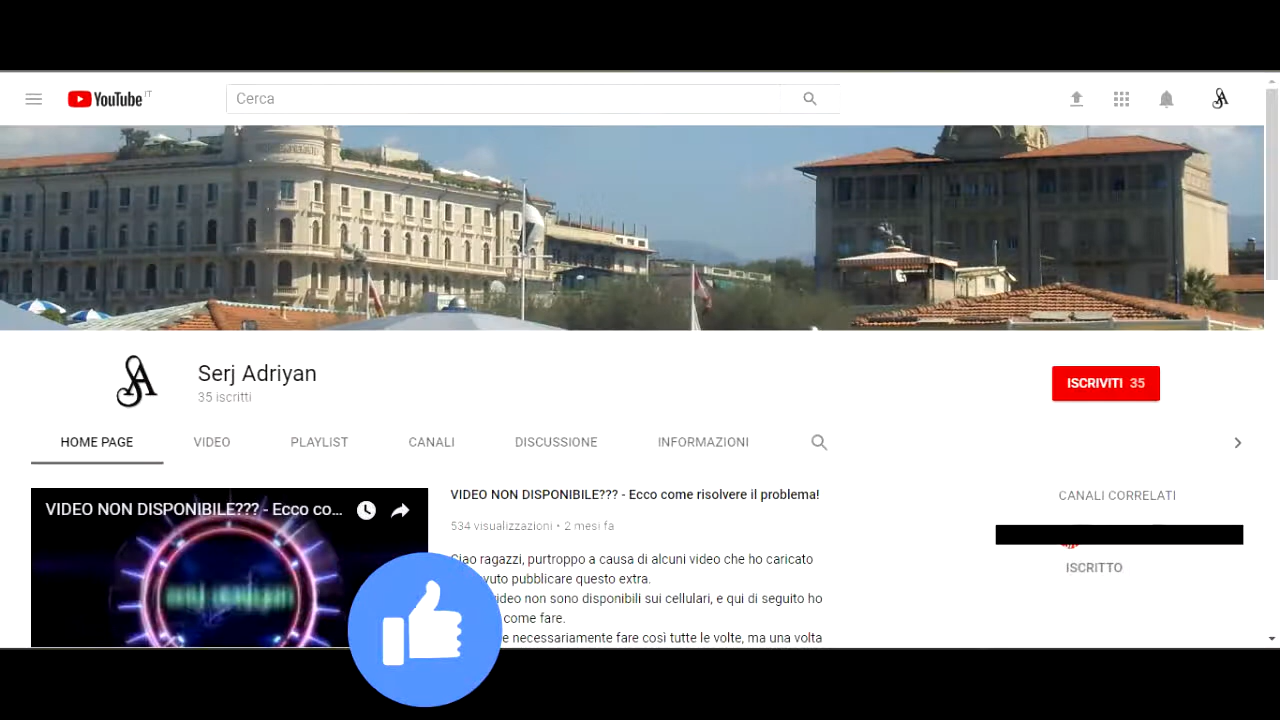 YouTube IT
Cerca
Serj Adriyan
35 iscritti
ISCRIVITI 35
HOME PAGE
VIDEO
PLAYLIST
CANALI
DISCUSSIONE
INFORMAZIONI
VIDEO NON DISPONIBILE??? - Ecco co...
VIDEO NON DISPONIBILE??? - Ecco come risolvere il problema!
534 visualizzazioni • 2 mesi fa
Ciao ragazzi, purtroppo a causa di alcuni video che ho caricato
pubblicare questo extra.
non sono disponibili sui cellulari, e qui di seguito ho
come fare.
necessariamente fare così tutte le volte, ma una volta
CANALI CORRELATI
ISCRITTO